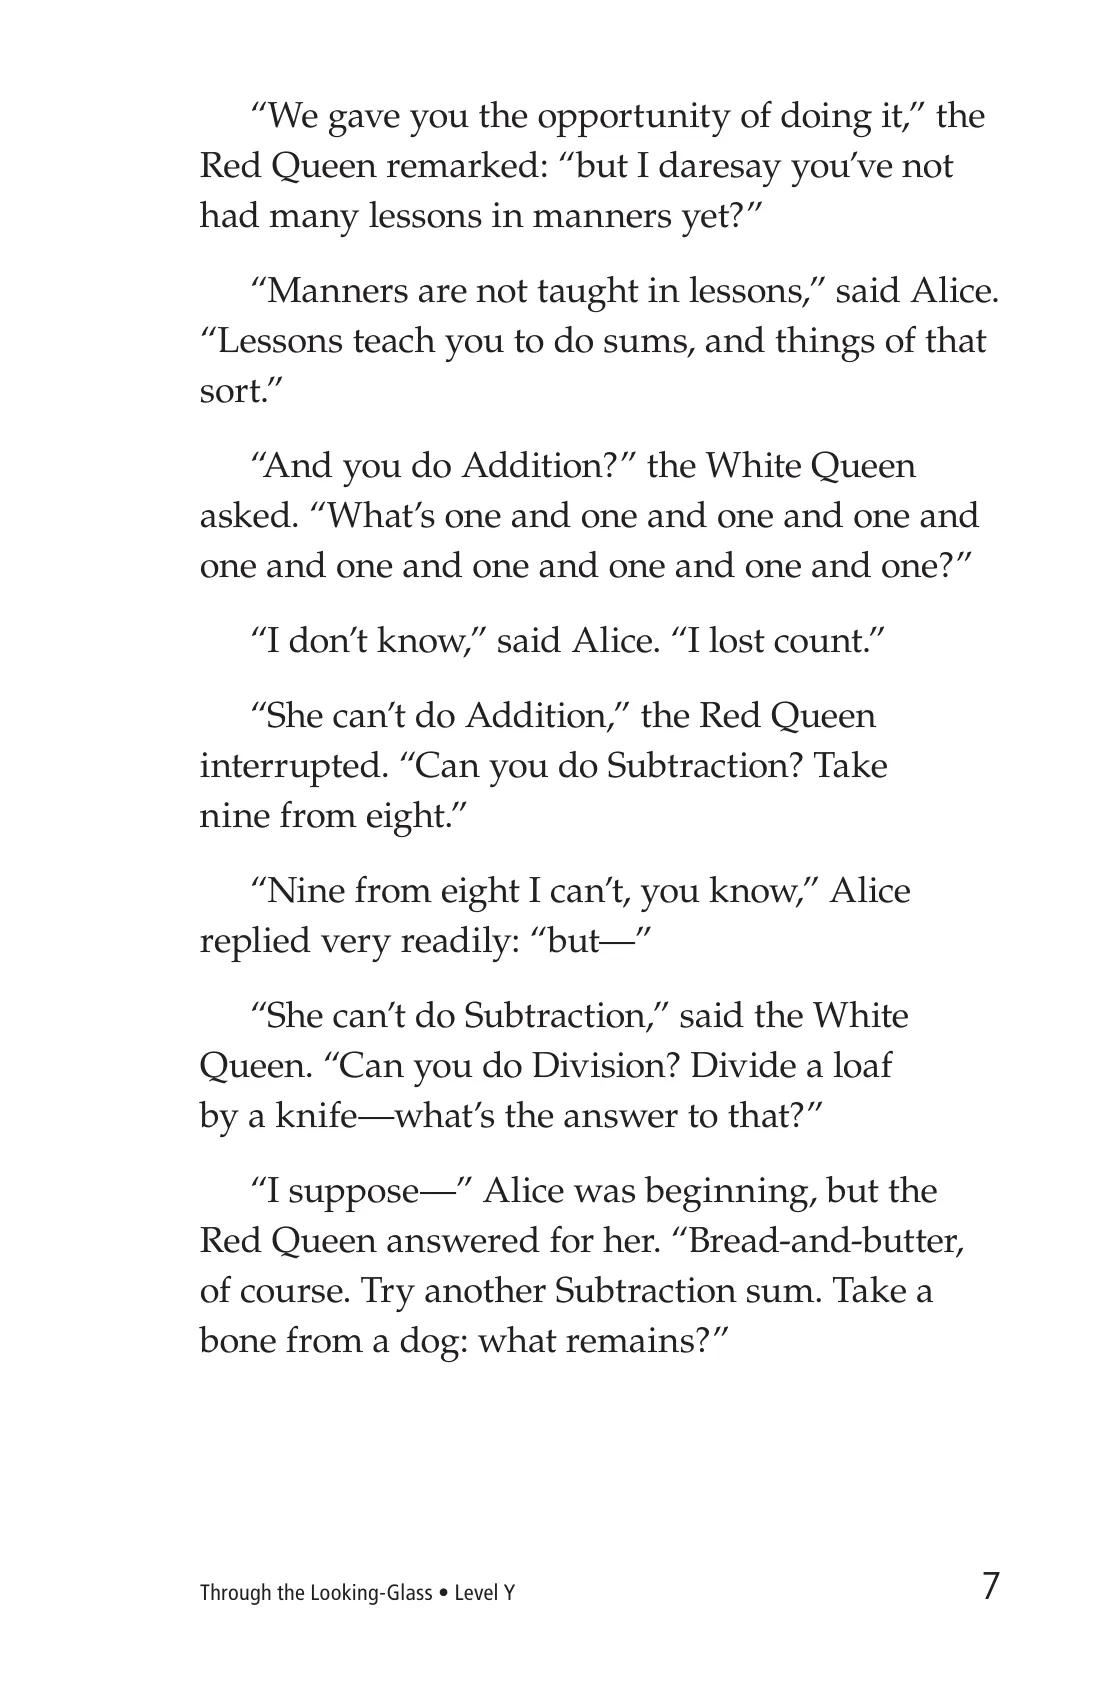 “We gave you the opportunity of doing it,” the
Red Queen remarked: “but I daresay you’ve not
had many lessons in manners yet?”
“Manners are not taught in lessons,” said Alice.
“Lessons teach you to do sums, and things of that
sort.”
“And you do Addition?” the White Queen
asked. “What’s one and one and one and one and
one and one and one and one and one and one?”
“I don’t know,” said Alice. “I lost count.”
“She can’t do Addition,” the Red Queen
interrupted. “Can you do Subtraction? Take
nine from eight.”
“Nine from eight I can’t, you know,” Alice
replied very readily: “but—”
“She can’t do Subtraction,” said the White
Queen. “Can you do Division? Divide a loaf
by a knife—what’s the answer to that?”
“I suppose—” Alice was beginning, but the
Red Queen answered for her. “Bread-and-butter,
of course. Try another Subtraction sum. Take a
bone from a dog: what remains?”
Through the Looking-Glass • Level Y
7